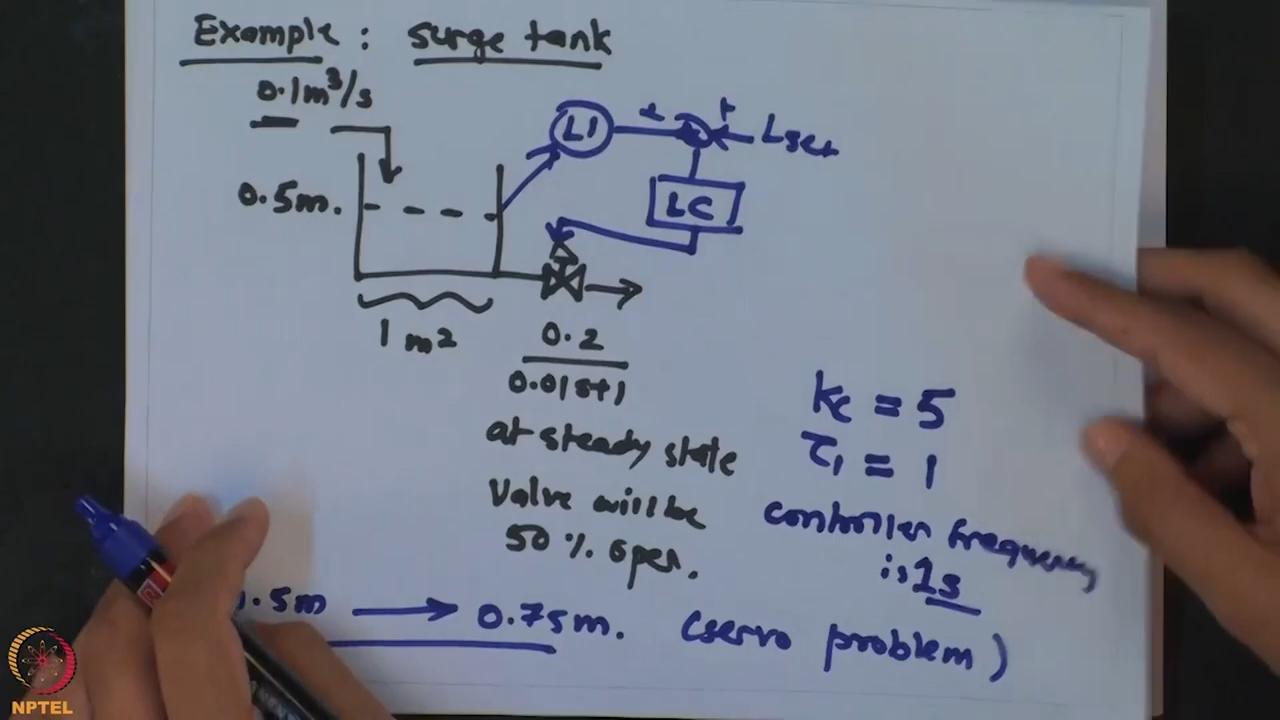 Example : surge tank
0.1m³/s
LI
Lset
0.5m.
LC
1 m2
0.2
0.01s+1
at steady state
Valve will be
50 % open.
kc = 5
τI = 1
controller frequency
is 1s
.5m → 0.75m. (servo problem)
NPTEL